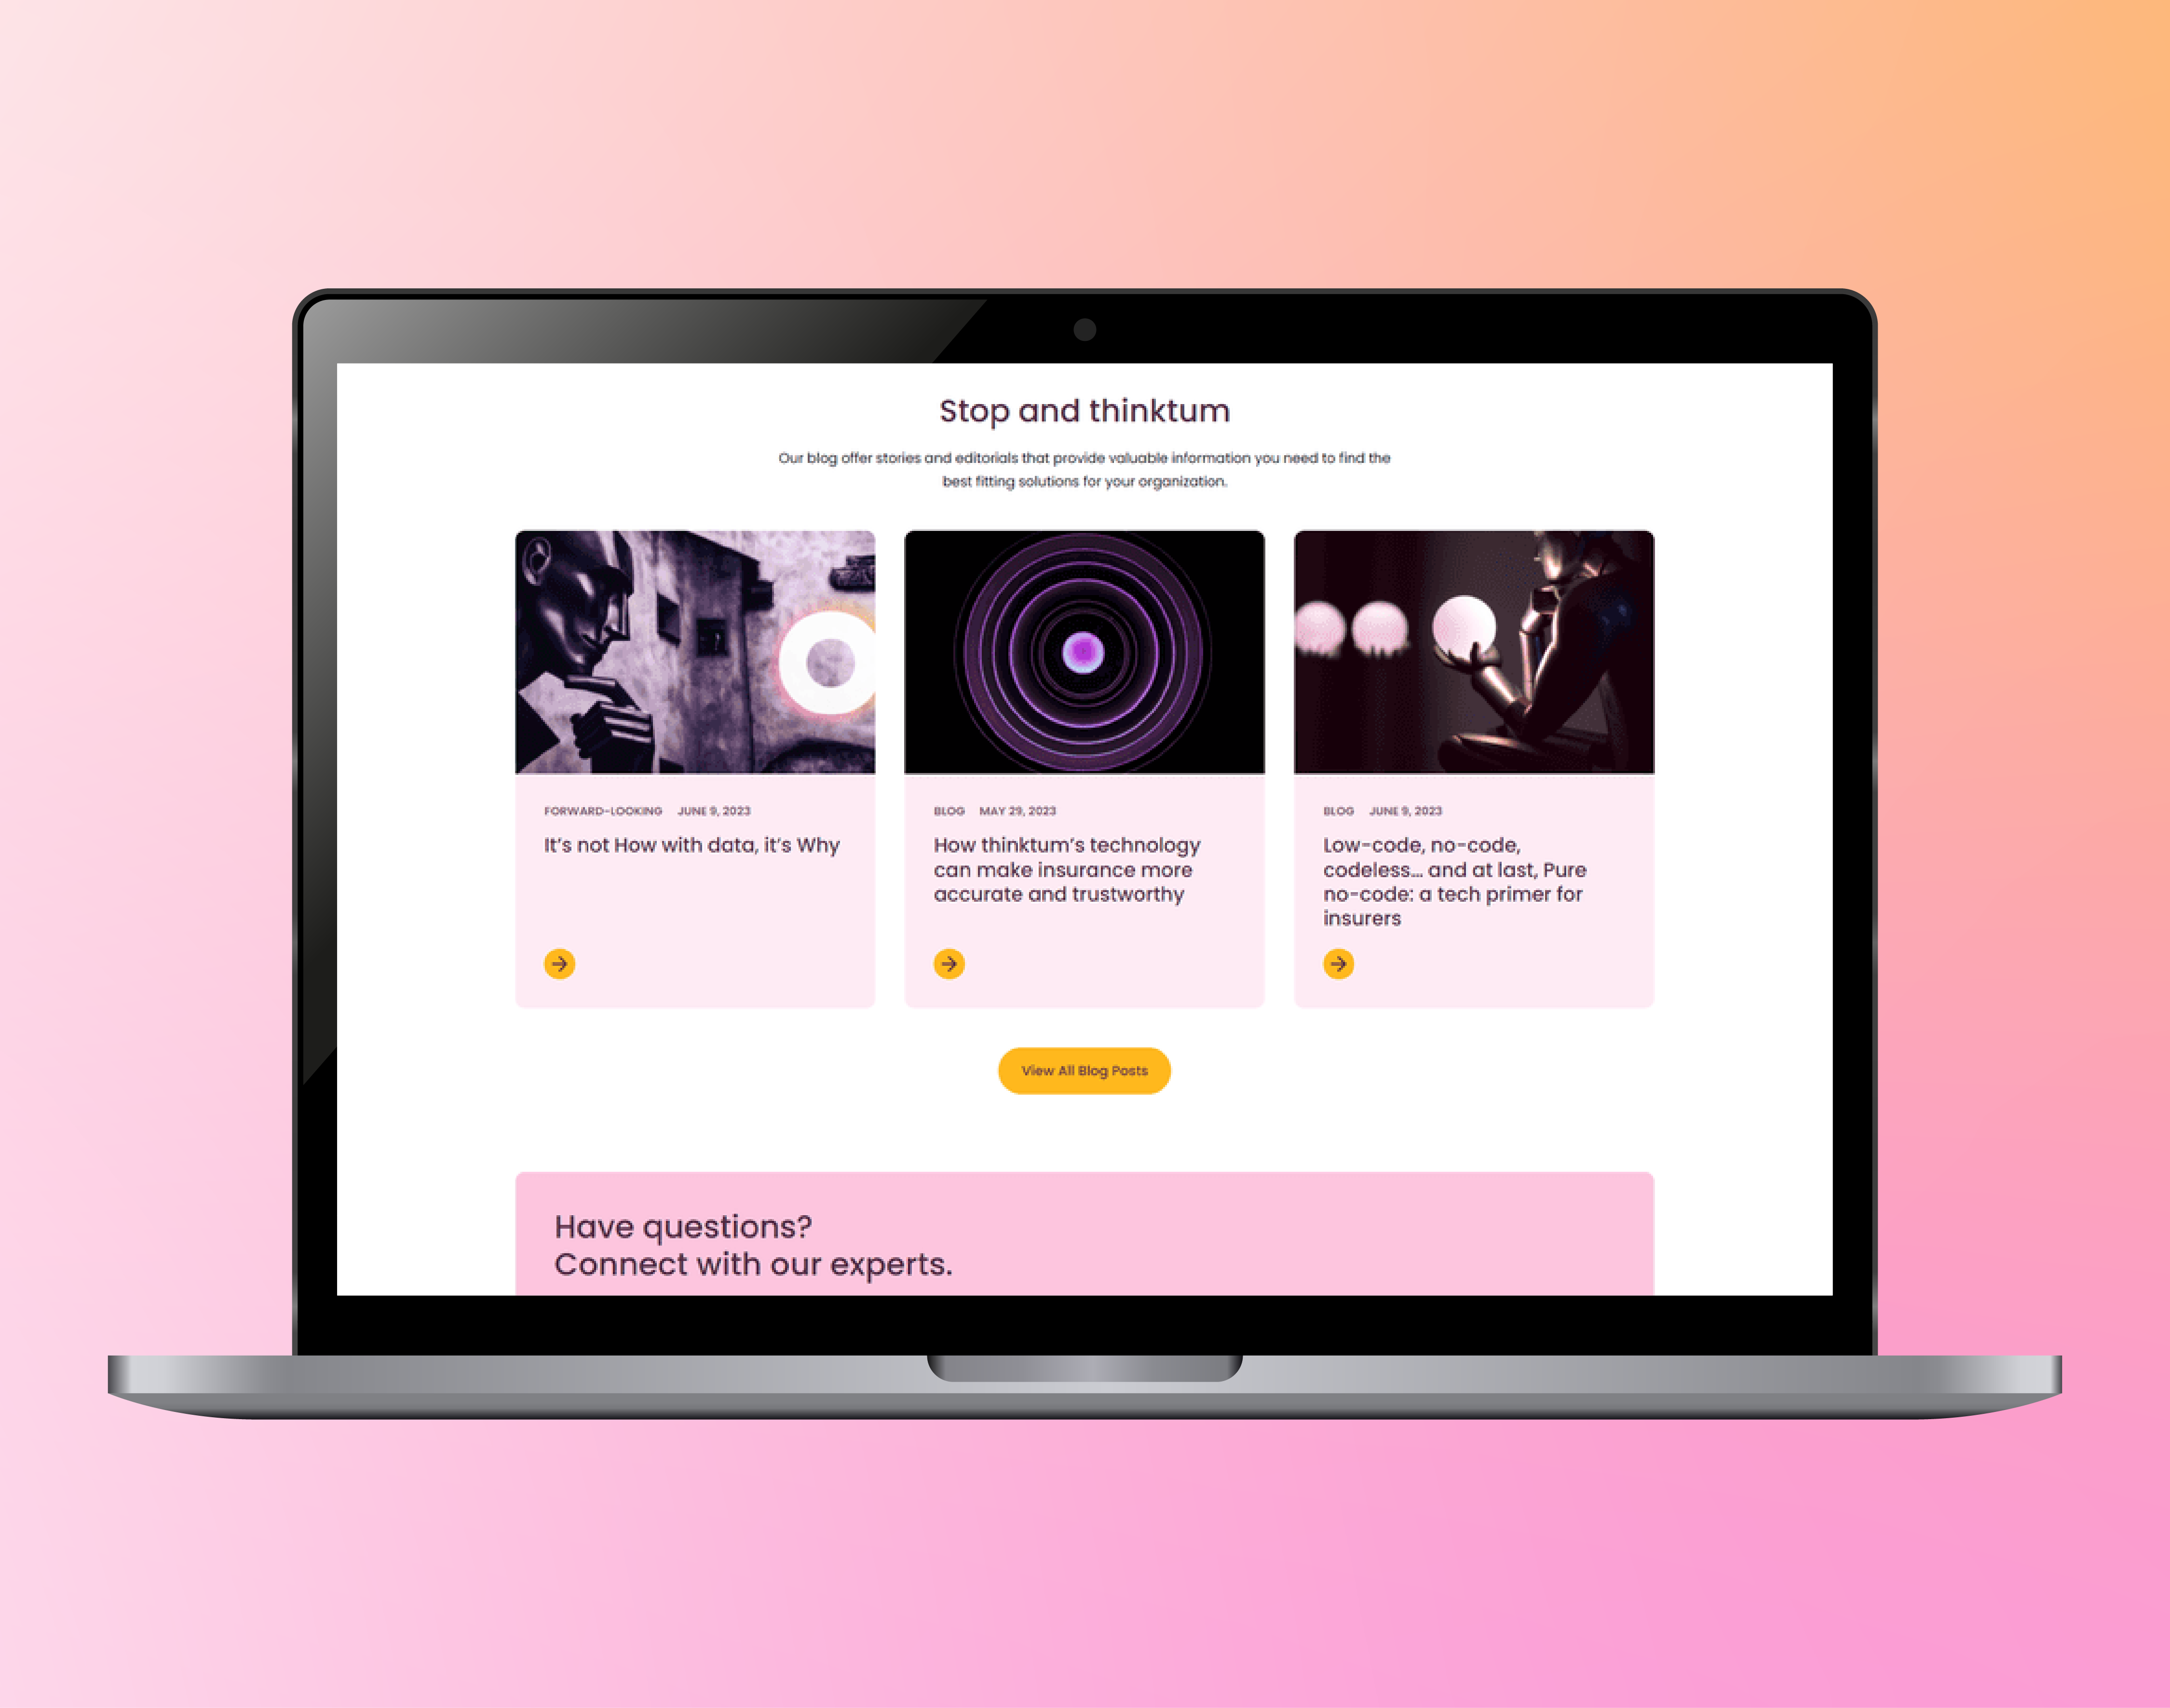 Stop and thinktum
Our blog offer stories and editorials that provide valuable information you need to find the
best fitting solutions for your organization.
FORWARD-LOOKING JUNE 9, 2023
It's not How with data, it's Why
BLOG MAY 29, 2023
How thinktum's technology
can make insurance more
accurate and trustworthy
BLOG JUNE 9, 2023
Low-code, no-code,
codeless... and at last, Pure
no-code: a tech primer for
insurers
View All Blog Posts
Have questions?
Connect with our experts.